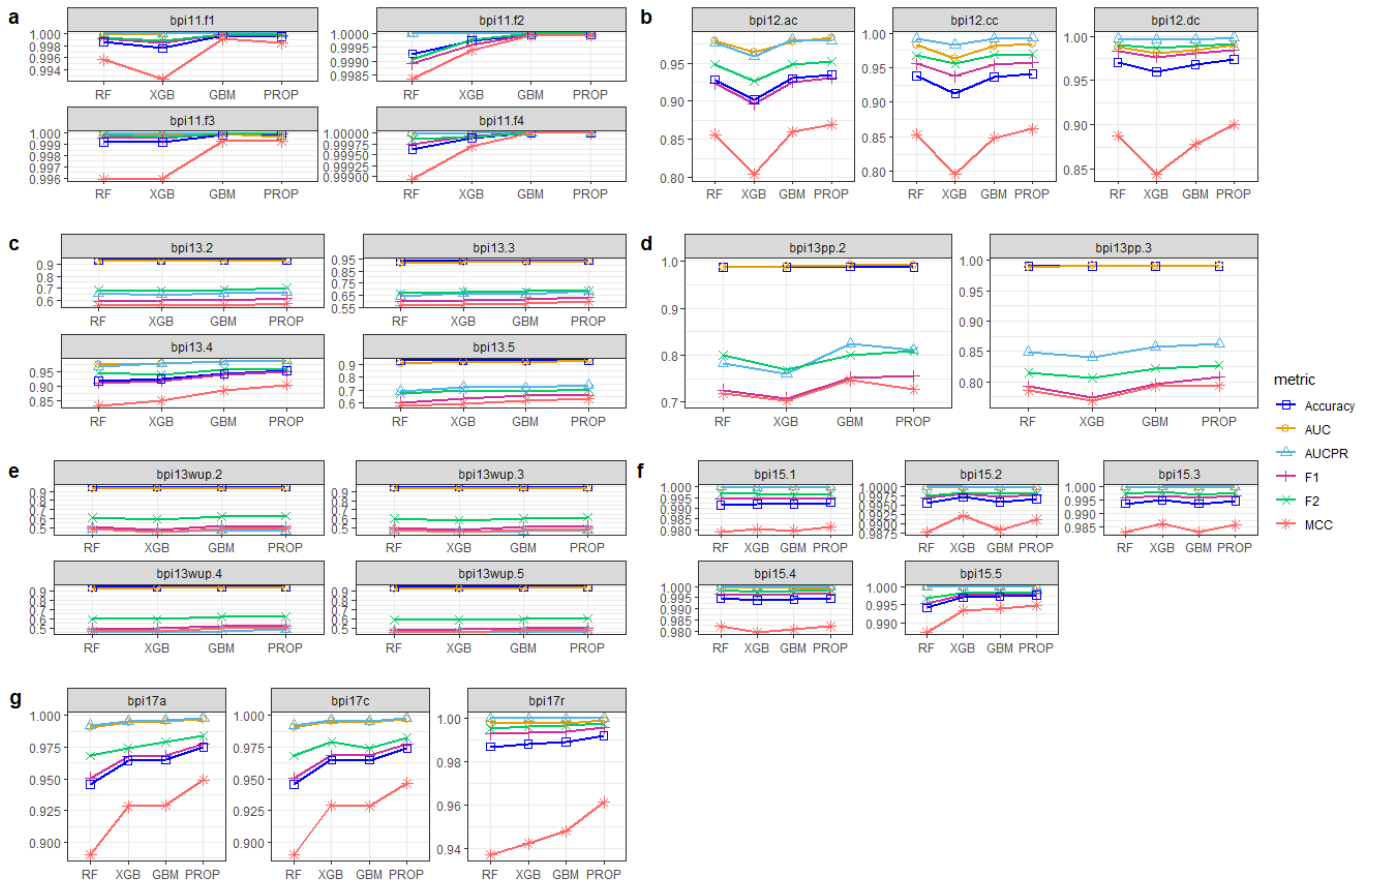 a
bpi11.f1
1.000
0.998
0.996
0.994
RF XGB GBM PROP
bpi11.f2
1.0000
0.9995
0.9990
0.9985
RF XGB GBM PROP
bpi11.f3
1.000
0.999
0.998
0.997
0.996
RF XGB GBM PROP
bpi11.f4
1.00000
0.99975
0.99950
0.99925
0.99900
RF XGB GBM PROP
b
bpi12.ac
0.95
0.90
0.85
0.80
RF XGB GBM PROP
bpi12.cc
1.00
0.95
0.90
0.85
0.80
RF XGB GBM PROP
bpi12.dc
1.00
0.95
0.90
0.85
RF XGB GBM PROP
c
bpi13.2
0.9
0.8
0.7
0.6
RF XGB GBM PROP
bpi13.3
0.95
0.85
0.75
0.65
0.55
RF XGB GBM PROP
bpi13.4
0.95
0.90
0.85
RF XGB GBM PROP
bpi13.5
0.9
0.8
0.7
0.6
RF XGB GBM PROP
d
bpi13pp.2
1.0
0.9
0.8
0.7
RF XGB GBM PROP
bpi13pp.3
1.00
0.95
0.90
0.85
0.80
RF XGB GBM PROP
metric
Accuracy
AUC
AUCPR
F1
F2
MCC
e
bpi13wup.2
0.9
0.8
0.7
0.6
0.5
RF XGB GBM PROP
bpi13wup.3
0.9
0.8
0.7
0.6
0.5
RF XGB GBM PROP
bpi13wup.4
0.9
0.8
0.7
0.6
0.5
RF XGB GBM PROP
bpi13wup.5
0.9
0.8
0.7
0.6
0.5
RF XGB GBM PROP
f
bpi15.1
1.000
0.995
0.990
0.985
0.980
RF XGB GBM PROP
bpi15.2
1.0000
0.9975
0.9950
0.9925
0.9900
0.9875
RF XGB GBM PROP
bpi15.3
1.000
0.995
0.990
0.985
RF XGB GBM PROP
bpi15.4
1.000
0.995
0.990
0.985
0.980
RF XGB GBM PROP
bpi15.5
1.000
0.995
0.990
RF XGB GBM PROP
g
bpi17a
1.000
0.975
0.950
0.925
0.900
RF XGB GBM PROP
bpi17c
1.000
0.975
0.950
0.925
0.900
RF XGB GBM PROP
bpi17r
1.00
0.98
0.96
0.94
RF XGB GBM PROP